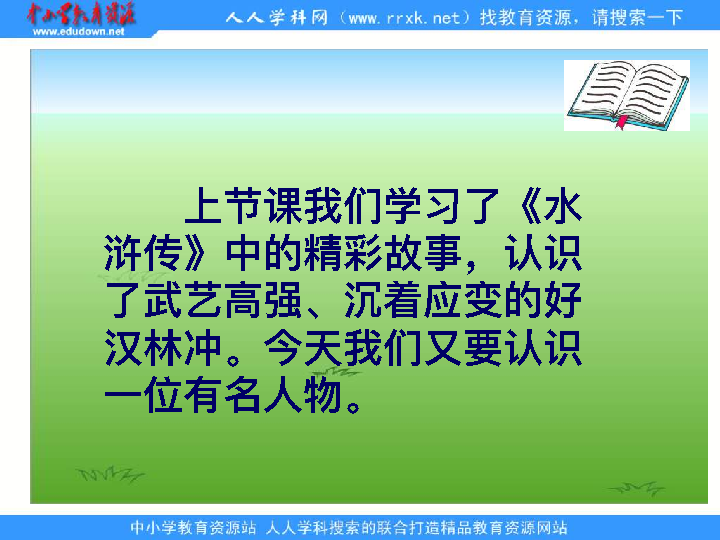 中小学教育资源
www.edudown.net
人人学科网（www.rrxk.net）找教育资源，请搜索一下
上节课我们学习了《水
浒传》中的精彩故事，认识
了武艺高强、沉着应变的好
汉林冲。今天我们又要认识
一位有名人物。
中小学教育资源站 人人学科搜索的联合打造精品教育资源网站